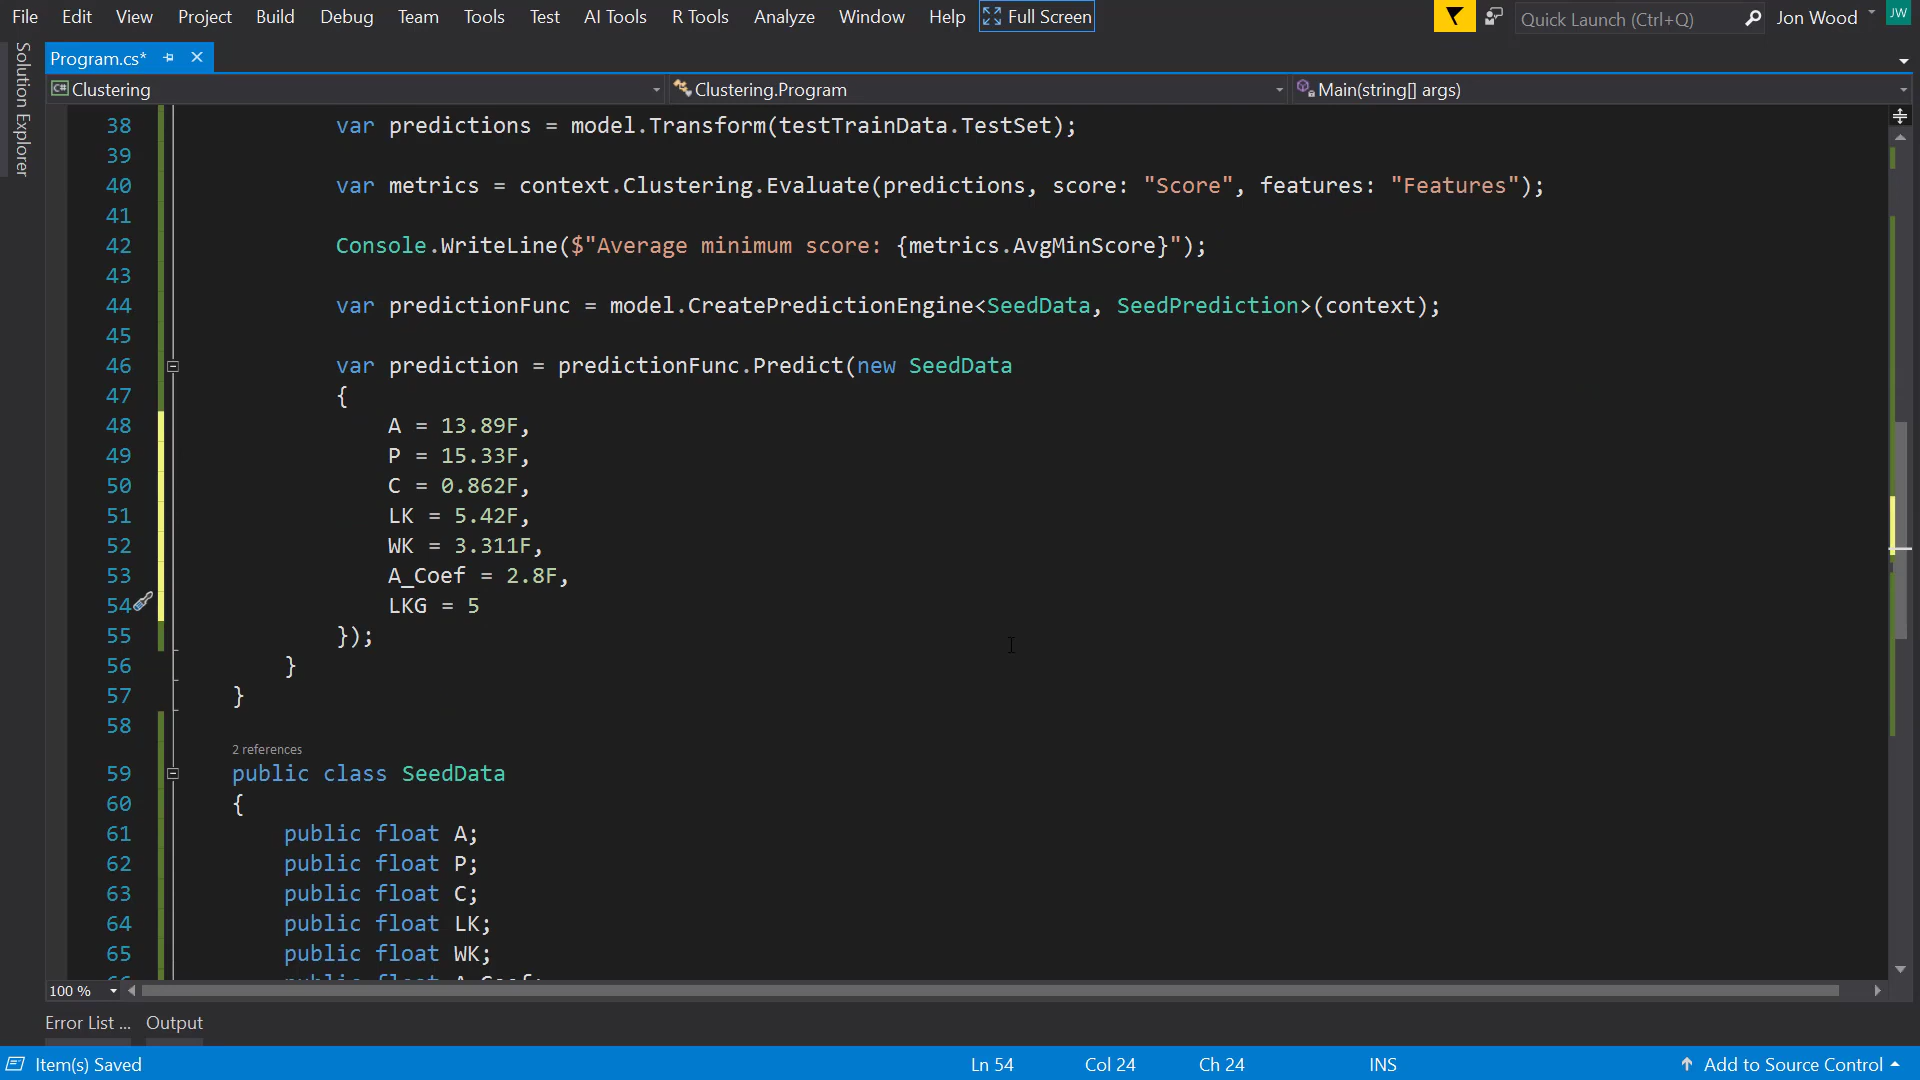 File Edit View Project Build Debug Team Tools Test AI Tools R Tools Analyze Window Help Full Screen Quick Launch (Ctrl+Q) Jon Wood JW
Solution Explorer
Program.cs*
Clustering Clustering.Program Main(string[] args)
38 var predictions = model.Transform(testTrainData.TestSet);
39
40 var metrics = context.Clustering.Evaluate(predictions, score: "Score", features: "Features");
41
42 Console.WriteLine($"Average minimum score: {metrics.AvgMinScore}");
43
44 var predictionFunc = model.CreatePredictionEngine<SeedData, SeedPrediction>(context);
45
46 var prediction = predictionFunc.Predict(new SeedData
47 {
48 A = 13.89F,
49 P = 15.33F,
50 C = 0.862F,
51 LK = 5.42F,
52 WK = 3.311F,
53 A_Coef = 2.8F,
54 LKG = 5
55 });
56 }
57 }
58
2 references
59 public class SeedData
60 {
61 public float A;
62 public float P;
63 public float C;
64 public float LK;
65 public float WK;
66 public float A_Coef;
100 %
Error List ... Output
Item(s) Saved Ln 54 Col 24 Ch 24 INS Add to Source Control